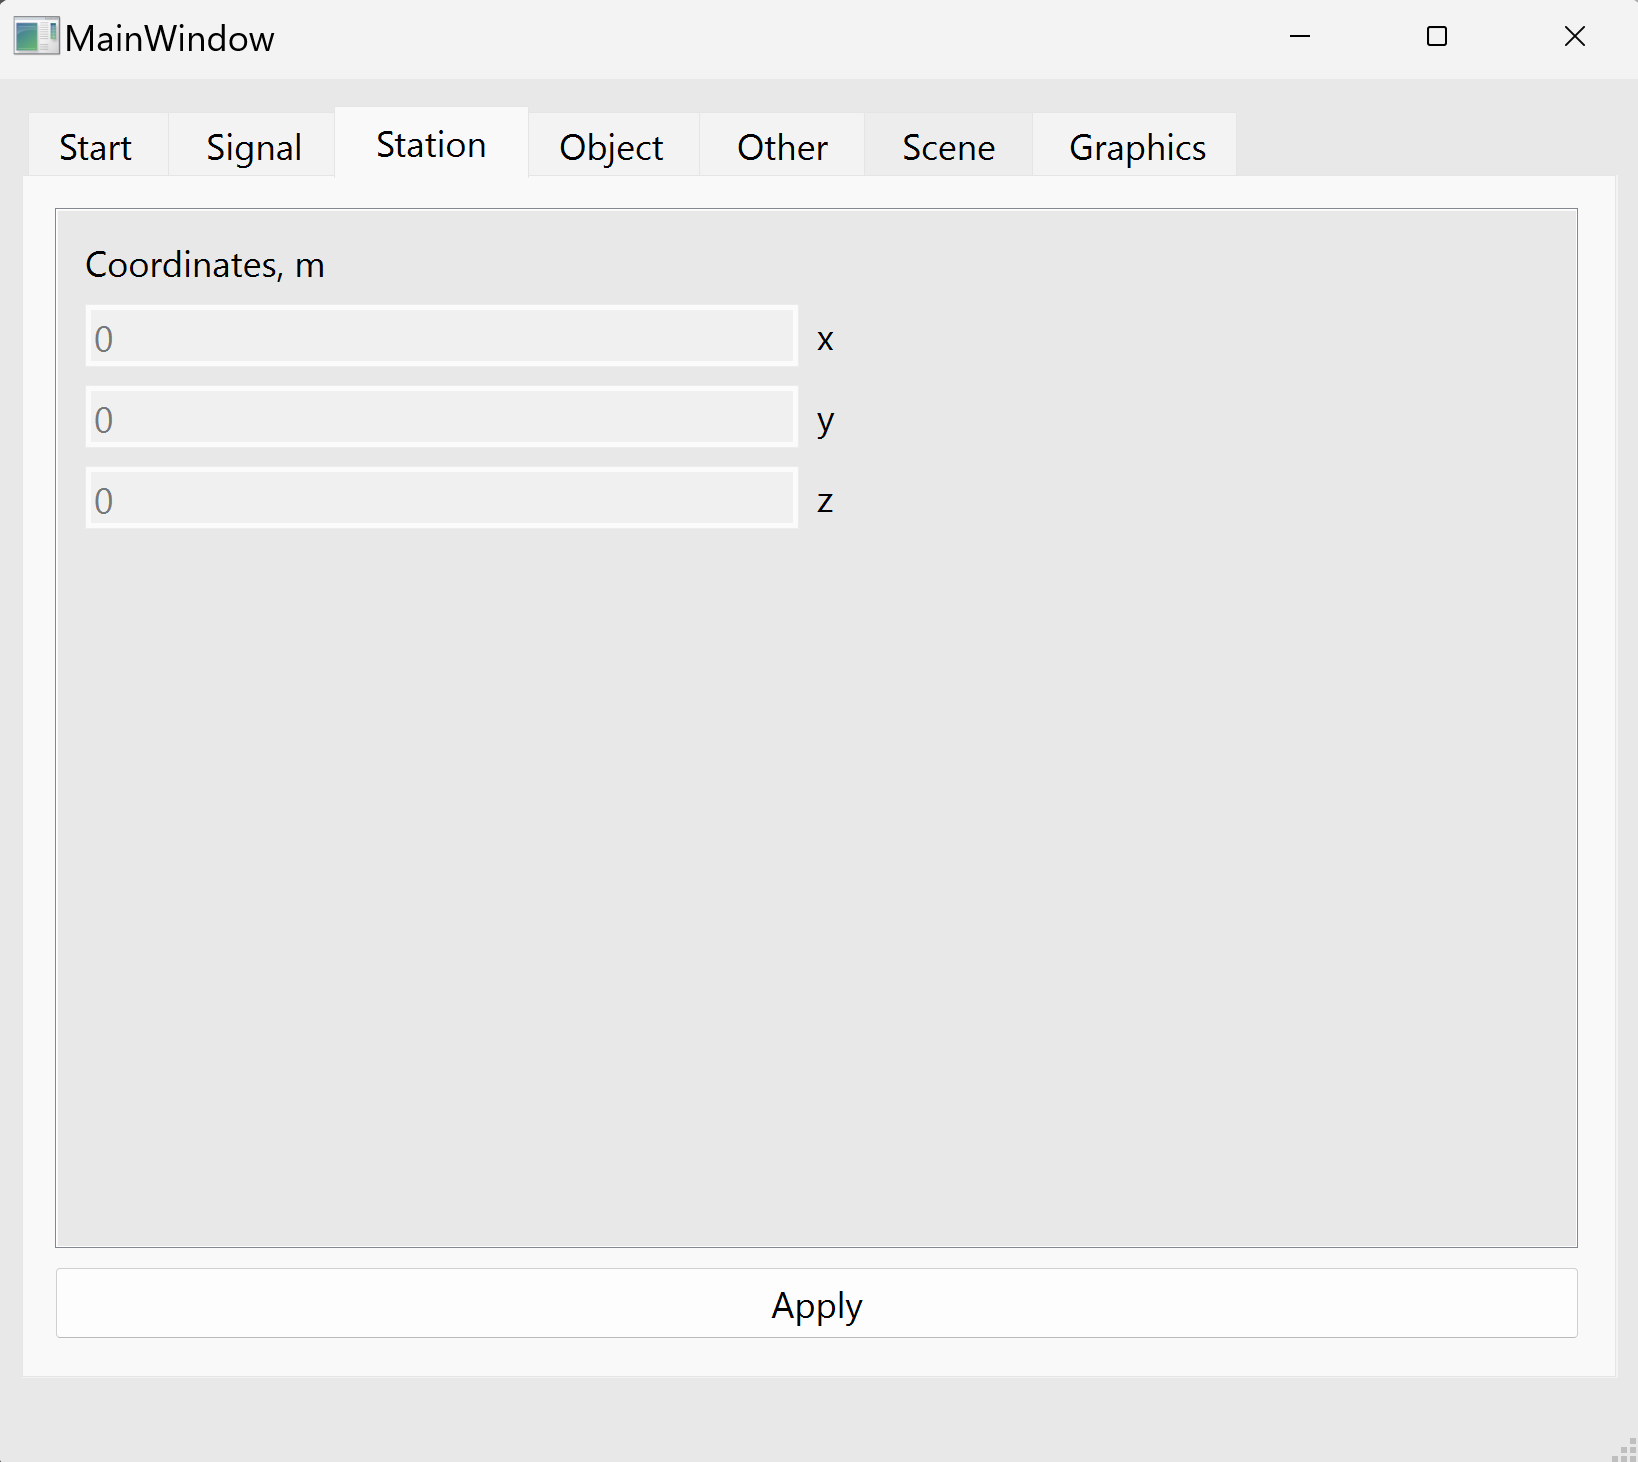 MainWindow
Start Signal Station Object Other Scene Graphics
Coordinates, m
0 x
0 y
0 z
Apply